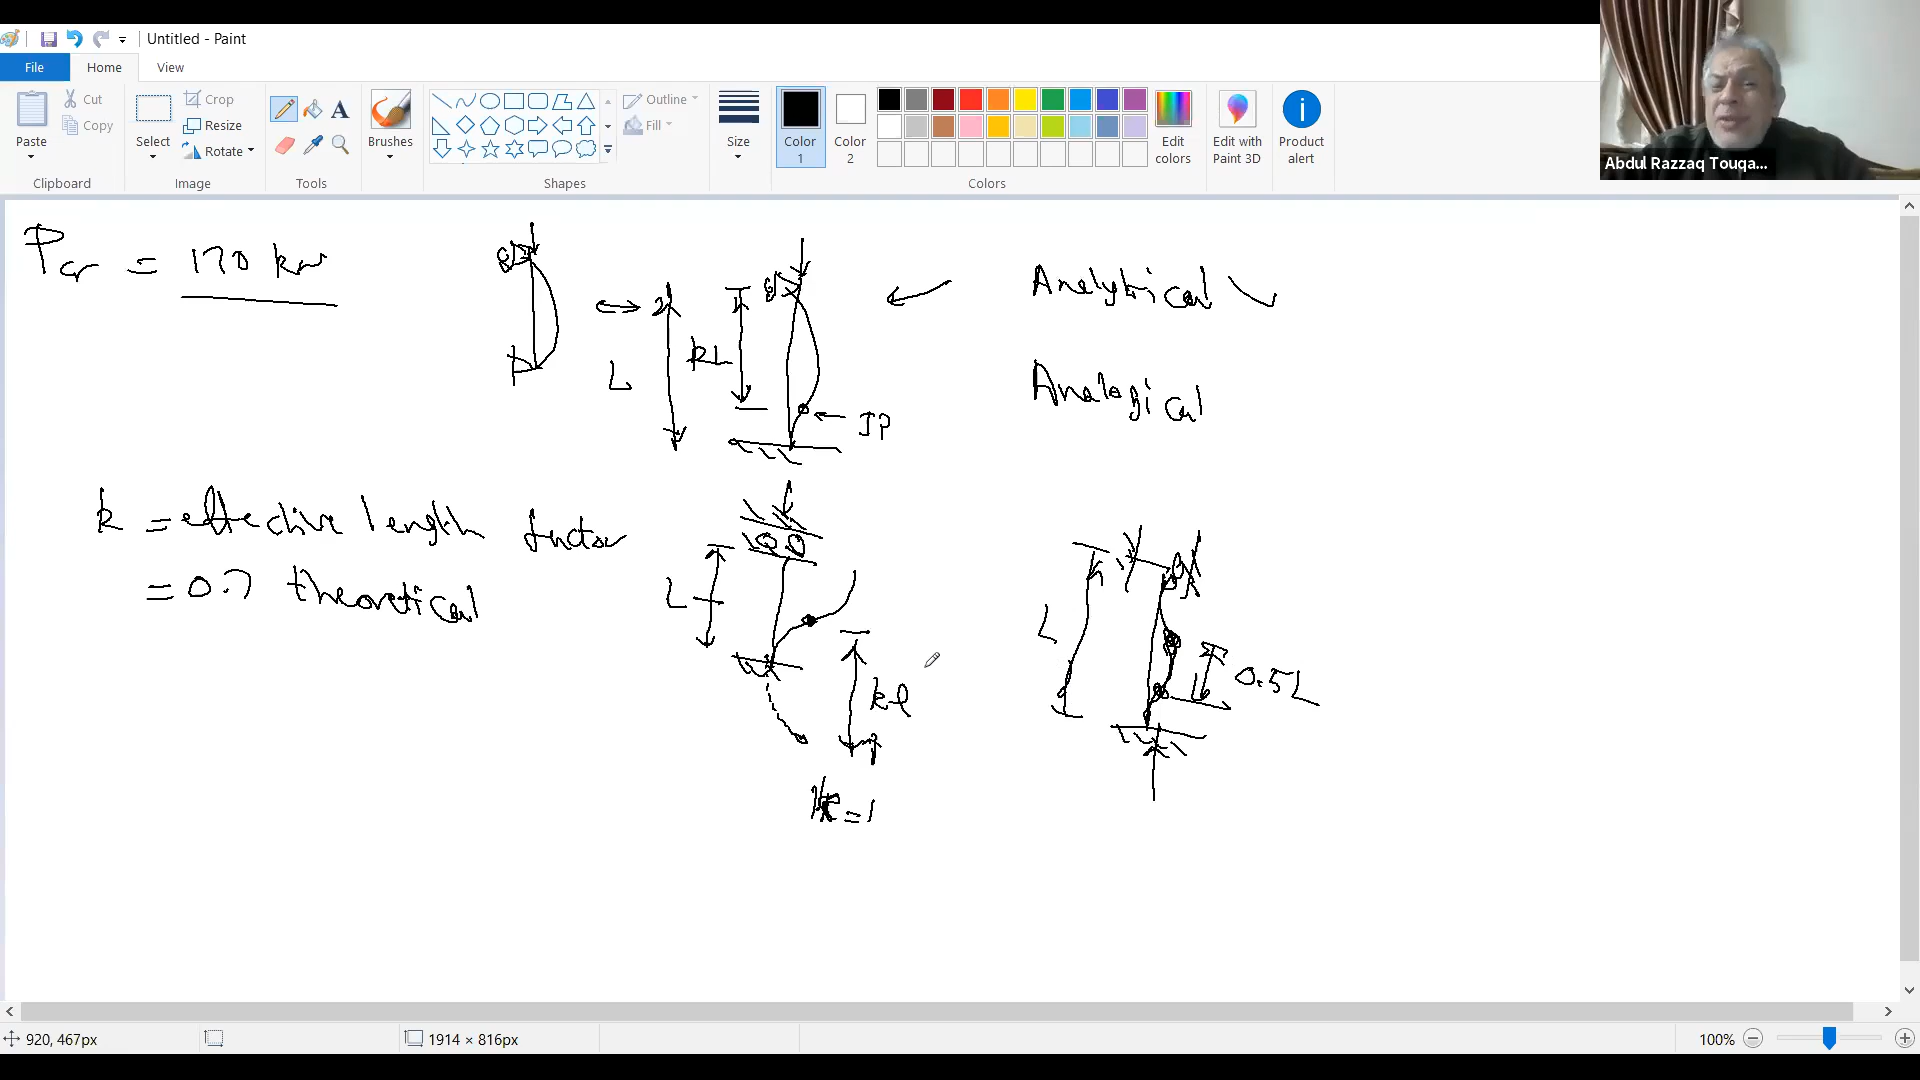 Untitled - Paint
File
Home
View
Paste
Cut
Copy
Clipboard
Select
Crop
Resize
Rotate
Image
Tools
Brushes
Shapes
Outline
Fill
Size
Color 1
Color 2
Colors
Edit colors
Edit with Paint 3D
Product alert
Abdul Razzaq Touqa...
Pcr = 170 kN
L
kL
IP
Analytical
Analogical
k = effective length factor
= 0.7 theoretical
L
kl
k = 1
L
0.5L
920, 467px
1914 × 816px
100%